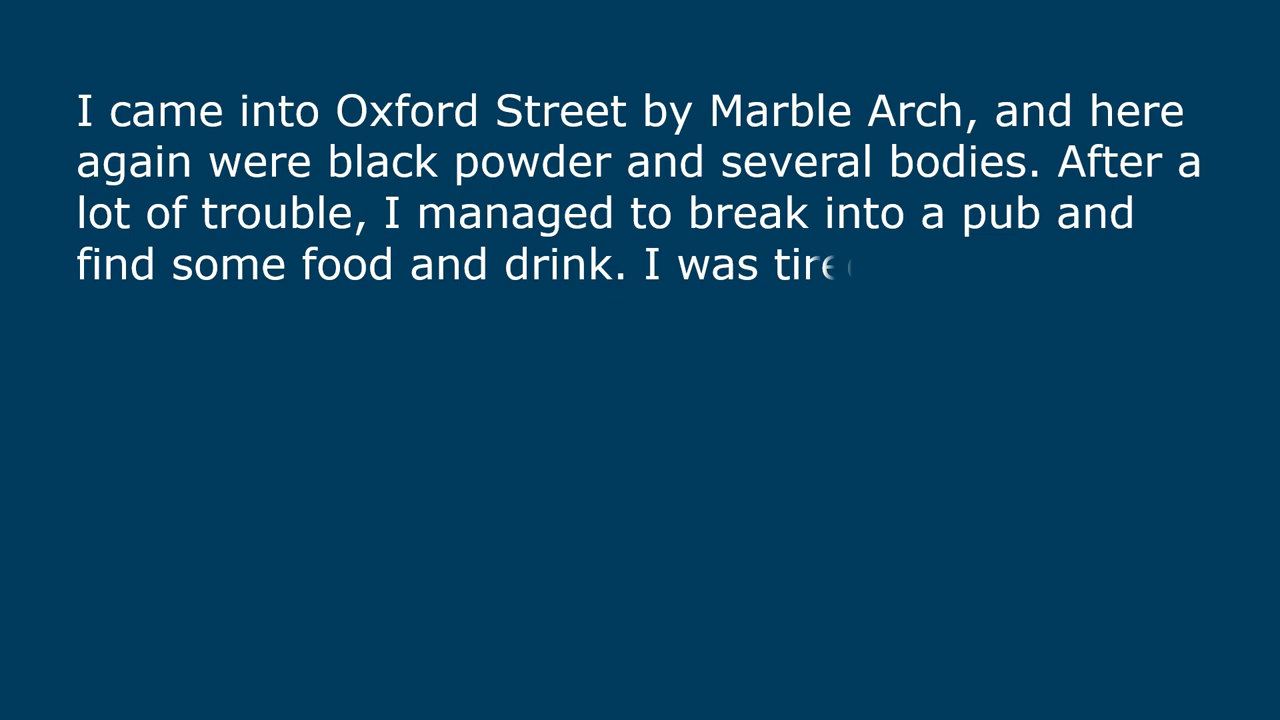 I came into Oxford Street by Marble Arch, and here
again were black powder and several bodies. After a
lot of trouble, I managed to break into a pub and
find some food and drink. I was